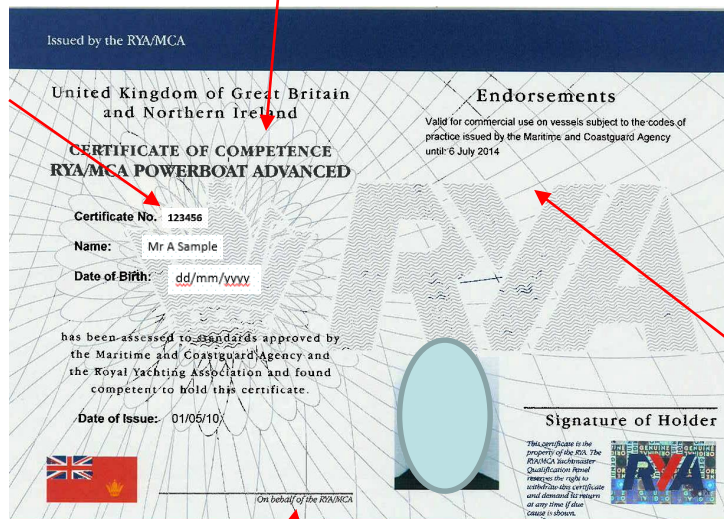 Issued by the RYA/MCA
United Kingdom of Great Britain
and Northern Ireland
CERTIFICATE OF COMPETENCE
RYA/MCA POWERBOAT ADVANCED
Certificate No. 123456
Name: Mr A Sample
Date of Birth: dd/mm/yyyy
has been assessed to standards approved by
the Maritime and Coastguard Agency and
the Royal Yachting Association and found
competent to hold this certificate.
Date of Issue: 01/05/10
On behalf of the RYA/MCA
Endorsements
Valid for commercial use on vessels subject to the codes of
practice issued by the Maritime and Coastguard Agency
until: 6 July 2014
RYA
Signature of Holder
This certificate is the
property of the RYA. The
RYA/MCA Yachtmaster
Qualification Panel
reserves the right to
withdraw this certificate
and demand its return
at any time if due
cause is shown.
GENUINE
RYA